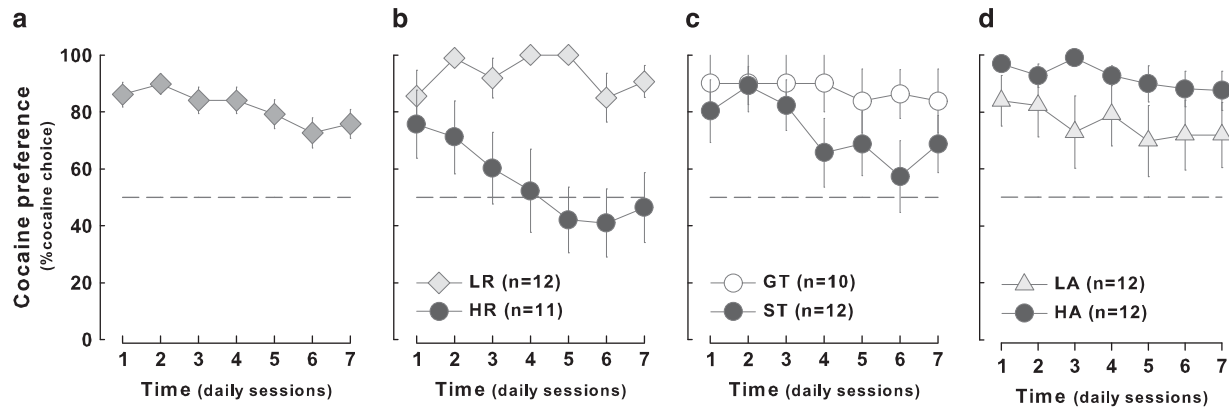 a
b
c
d
Cocaine preference
(%cocaine choice)
100
80
60
40
20
0
1 2 3 4 5 6 7
Time (daily sessions)
LR (n=12)
HR (n=11)
1 2 3 4 5 6 7
Time (daily sessions)
GT (n=10)
ST (n=12)
1 2 3 4 5 6 7
Time (daily sessions)
LA (n=12)
HA (n=12)
1 2 3 4 5 6 7
Time (daily sessions)